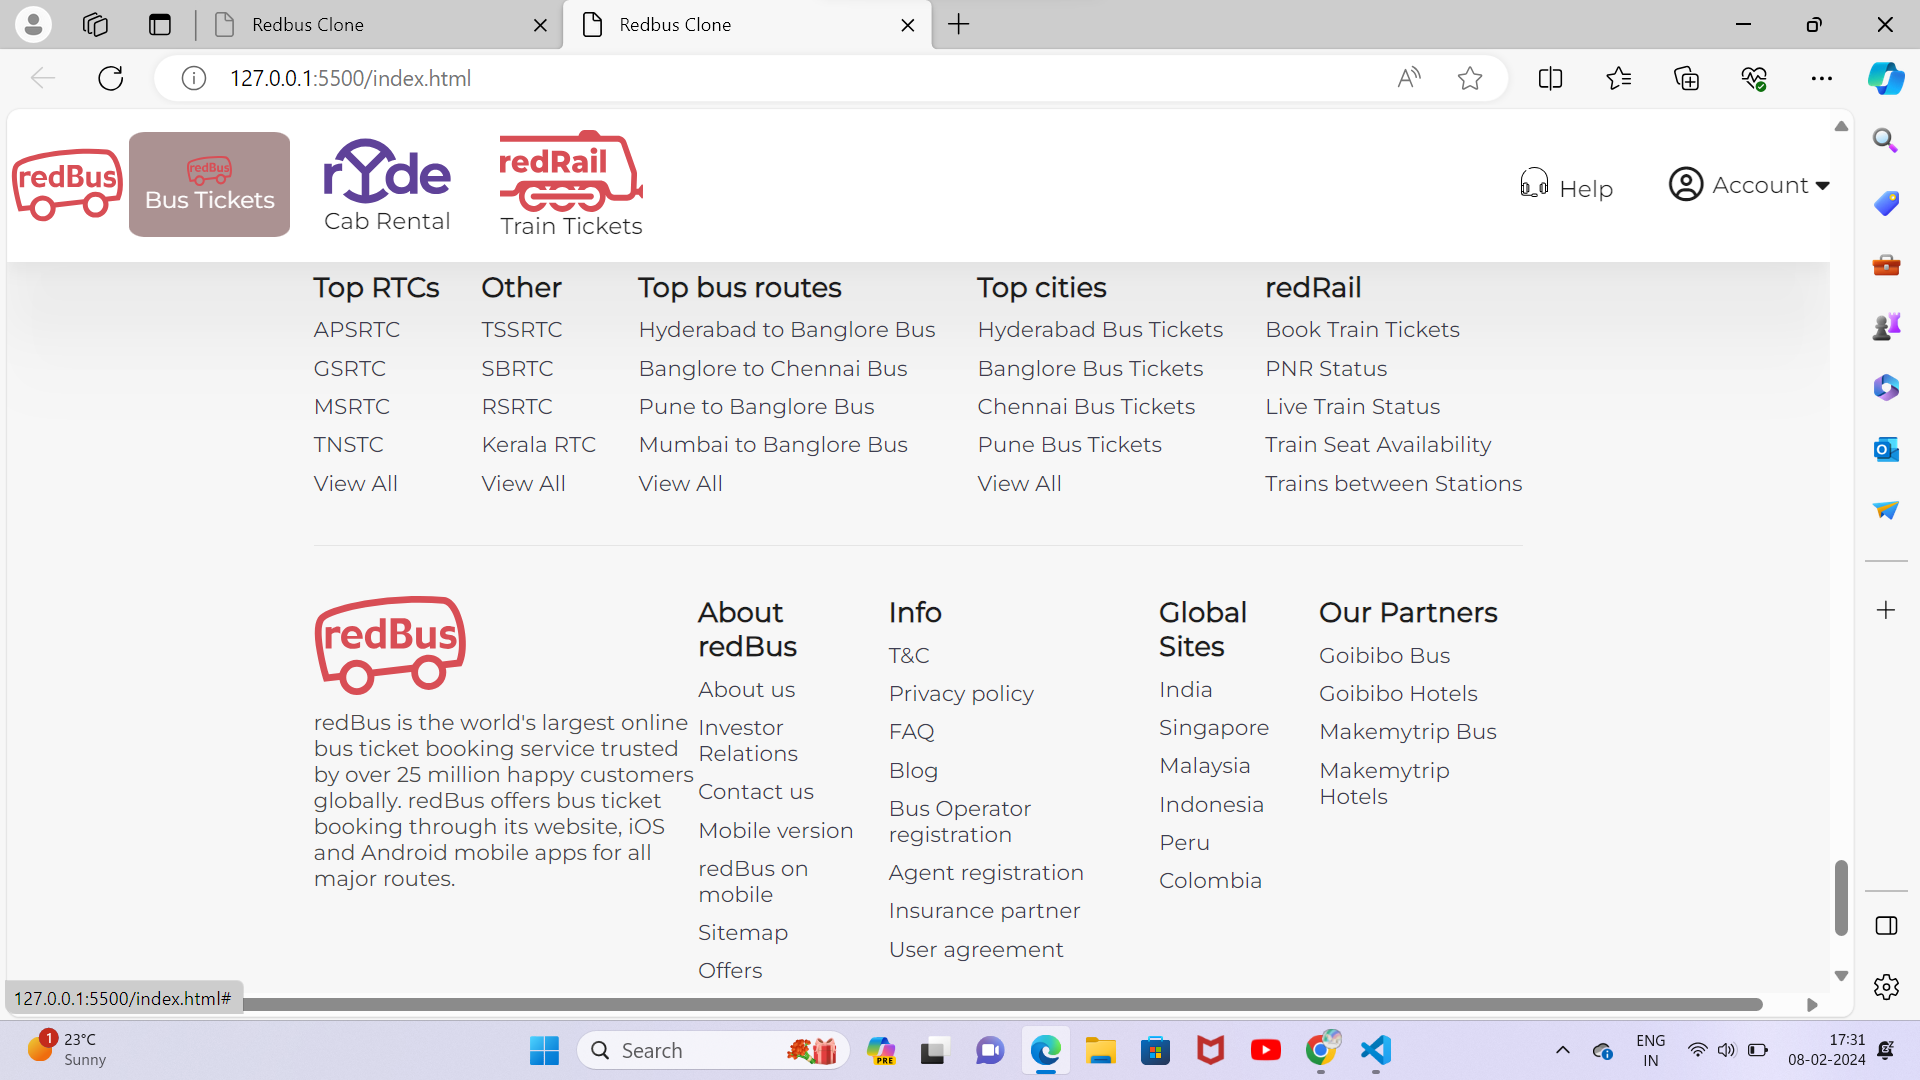 Redbus Clone
Redbus Clone
127.0.0.1:5500/index.html
redBus
redBus
Bus Tickets
rYde
Cab Rental
redRail
Train Tickets
Help
Account
Top RTCs
APSRTC
GSRTC
MSRTC
TNSTC
View All
Other
TSSRTC
SBRTC
RSRTC
Kerala RTC
View All
Top bus routes
Hyderabad to Banglore Bus
Banglore to Chennai Bus
Pune to Banglore Bus
Mumbai to Banglore Bus
View All
Top cities
Hyderabad Bus Tickets
Banglore Bus Tickets
Chennai Bus Tickets
Pune Bus Tickets
View All
redRail
Book Train Tickets
PNR Status
Live Train Status
Train Seat Availability
Trains between Stations
redBus
redBus is the world's largest online
bus ticket booking service trusted
by over 25 million happy customers
globally. redBus offers bus ticket
booking through its website, iOS
and Android mobile apps for all
major routes.
About
redBus
About us
Investor
Relations
Contact us
Mobile version
redBus on
mobile
Sitemap
Offers
Info
T&C
Privacy policy
FAQ
Blog
Bus Operator
registration
Agent registration
Insurance partner
User agreement
Global
Sites
India
Singapore
Malaysia
Indonesia
Peru
Colombia
Our Partners
Goibibo Bus
Goibibo Hotels
Makemytrip Bus
Makemytrip
Hotels
127.0.0.1:5500/index.html#
1
23°C
Sunny
Search
PRE
ENG
IN
17:31
08-02-2024